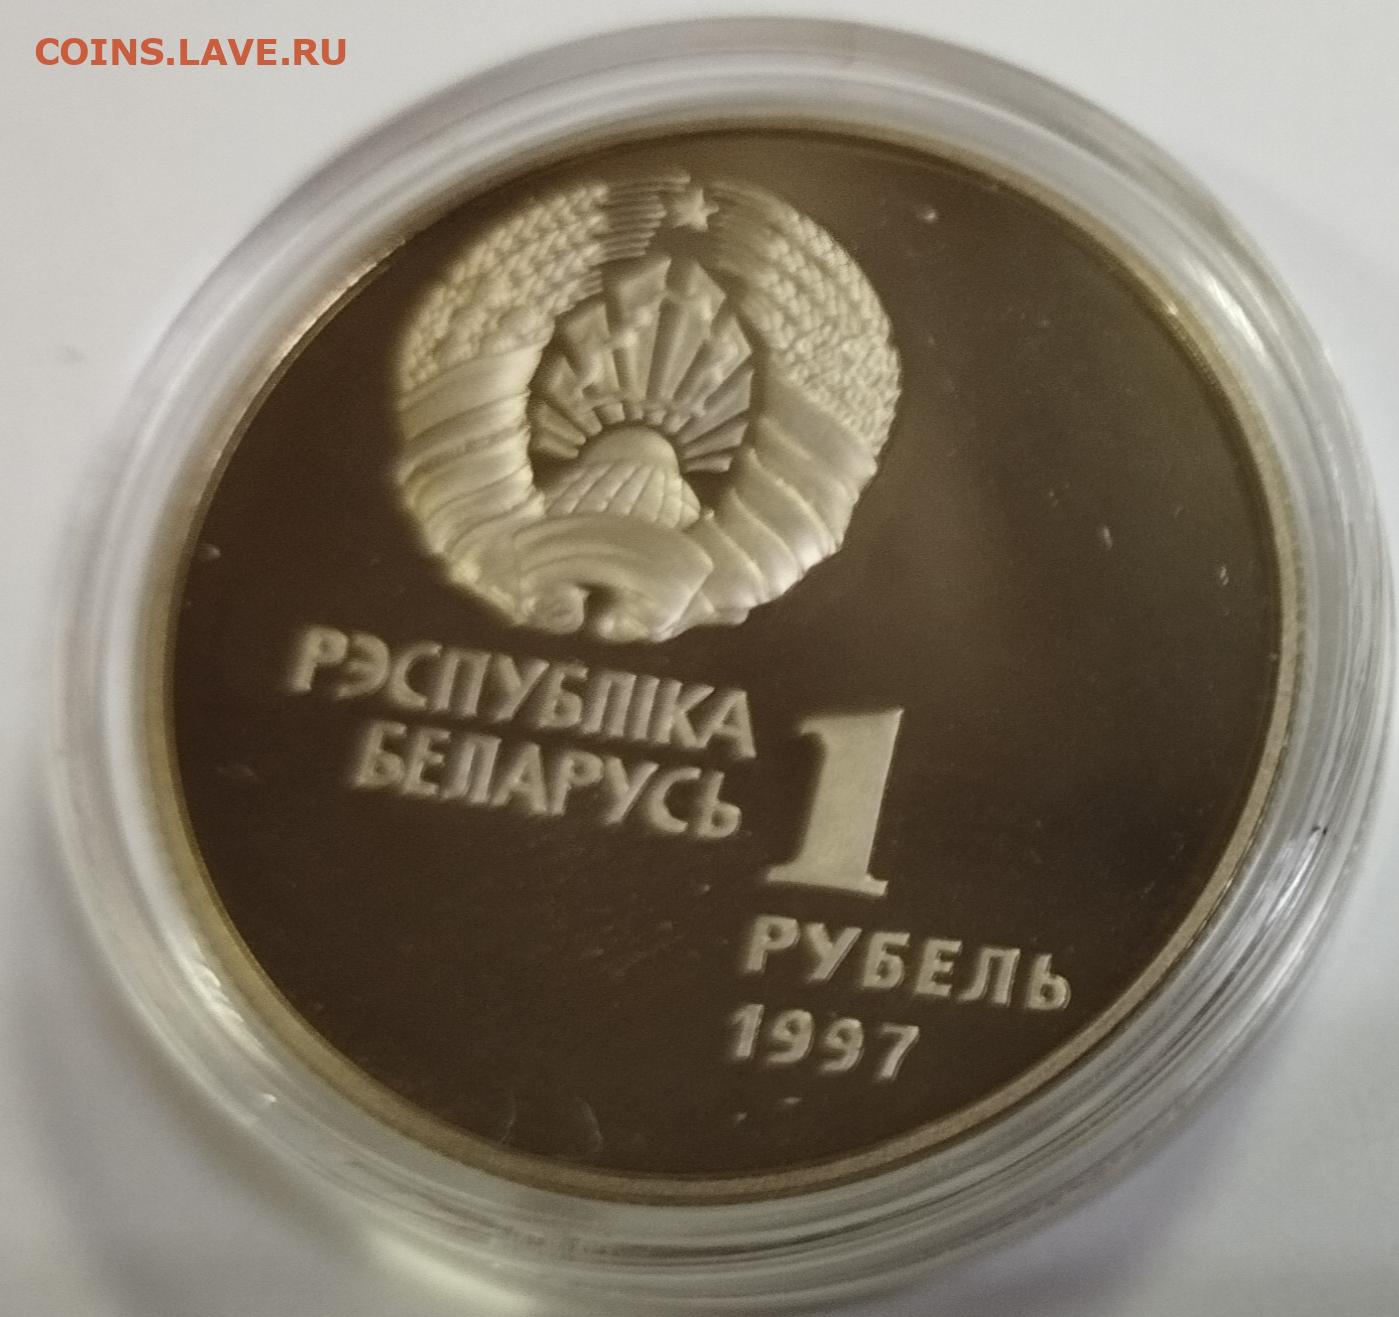 COINS.LAVE.RU
РЭСПУБЛІКА
БЕЛАРУСЬ
1
РУБЕЛЬ
1997